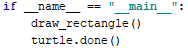 if __name__ == "__main__":
    draw_rectangle()
    turtle.done()